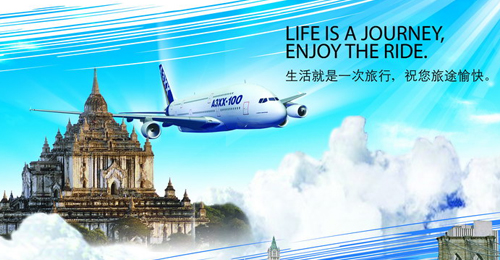 LIFE IS A JOURNEY,
ENJOY THE RIDE.
生活就是一次旅行，祝您旅途愉快。
A3XX-100